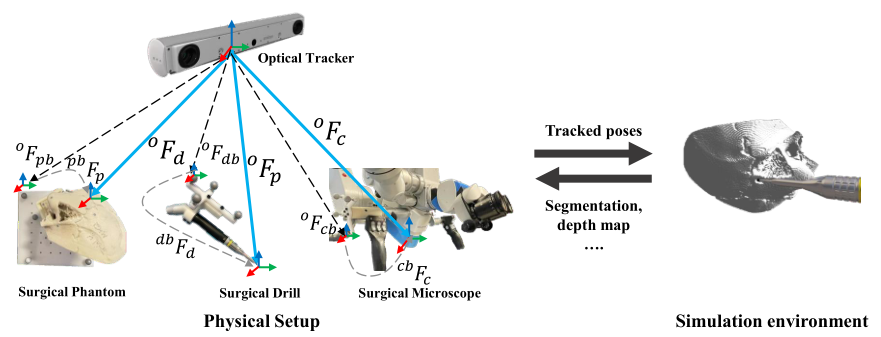 Optical Tracker
ᴼF_pb
ᵖᵇF_p
ᴼF_d
ᴼF_db
ᴼF_p
ᴼF_c
ᵈᵇF_d
ᴼF_cb
ᶜᵇF_c
Surgical Phantom
Surgical Drill
Surgical Microscope
Physical Setup
Tracked poses
Segmentation,
depth map
....
Simulation environment